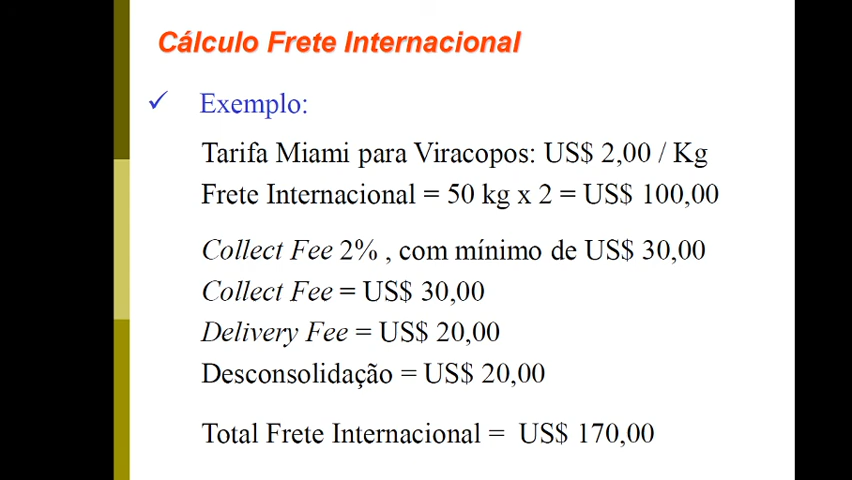 Cálculo Frete Internacional
✓ Exemplo:
Tarifa Miami para Viracopos: US$ 2,00 / Kg
Frete Internacional = 50 kg x 2 = US$ 100,00
Collect Fee 2% , com mínimo de US$ 30,00
Collect Fee = US$ 30,00
Delivery Fee = US$ 20,00
Desconsolidação = US$ 20,00
Total Frete Internacional = US$ 170,00